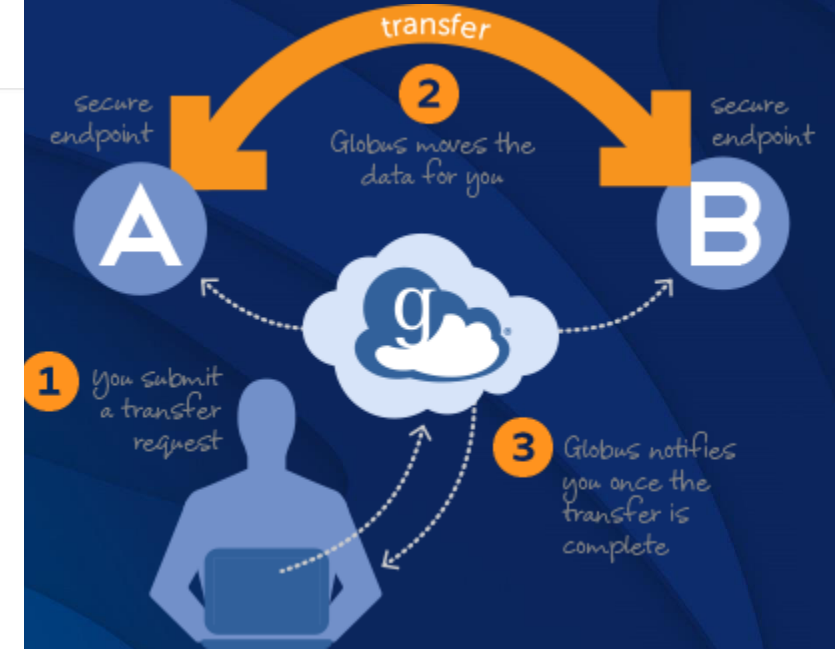 transfer
secure
endpoint
2
secure
endpoint
Globus moves the
data for you
A
B
g
1
you submit
a transfer
request
3
Globus notifies
you once the
transfer is
complete